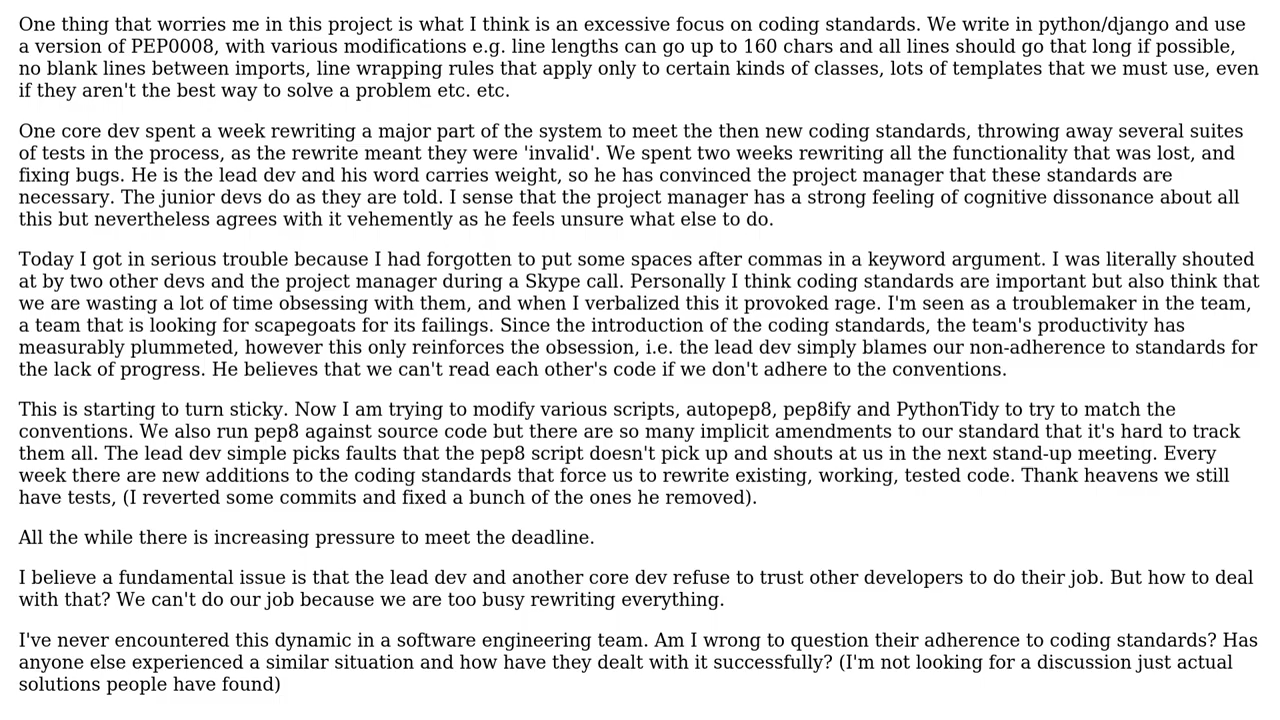 One thing that worries me in this project is what I think is an excessive focus on coding standards. We write in python/django and use
a version of PEP0008, with various modifications e.g. line lengths can go up to 160 chars and all lines should go that long if possible,
no blank lines between imports, line wrapping rules that apply only to certain kinds of classes, lots of templates that we must use, even
if they aren't the best way to solve a problem etc. etc.
One core dev spent a week rewriting a major part of the system to meet the then new coding standards, throwing away several suites
of tests in the process, as the rewrite meant they were 'invalid'. We spent two weeks rewriting all the functionality that was lost, and
fixing bugs. He is the lead dev and his word carries weight, so he has convinced the project manager that these standards are
necessary. The junior devs do as they are told. I sense that the project manager has a strong feeling of cognitive dissonance about all
this but nevertheless agrees with it vehemently as he feels unsure what else to do.
Today I got in serious trouble because I had forgotten to put some spaces after commas in a keyword argument. I was literally shouted
at by two other devs and the project manager during a Skype call. Personally I think coding standards are important but also think that
we are wasting a lot of time obsessing with them, and when I verbalized this it provoked rage. I'm seen as a troublemaker in the team,
a team that is looking for scapegoats for its failings. Since the introduction of the coding standards, the team's productivity has
measurably plummeted, however this only reinforces the obsession, i.e. the lead dev simply blames our non-adherence to standards for
the lack of progress. He believes that we can't read each other's code if we don't adhere to the conventions.
This is starting to turn sticky. Now I am trying to modify various scripts, autopep8, pep8ify and PythonTidy to try to match the
conventions. We also run pep8 against source code but there are so many implicit amendments to our standard that it's hard to track
them all. The lead dev simple picks faults that the pep8 script doesn't pick up and shouts at us in the next stand-up meeting. Every
week there are new additions to the coding standards that force us to rewrite existing, working, tested code. Thank heavens we still
have tests, (I reverted some commits and fixed a bunch of the ones he removed).
All the while there is increasing pressure to meet the deadline.
I believe a fundamental issue is that the lead dev and another core dev refuse to trust other developers to do their job. But how to deal
with that? We can't do our job because we are too busy rewriting everything.
I've never encountered this dynamic in a software engineering team. Am I wrong to question their adherence to coding standards? Has
anyone else experienced a similar situation and how have they dealt with it successfully? (I'm not looking for a discussion just actual
solutions people have found)